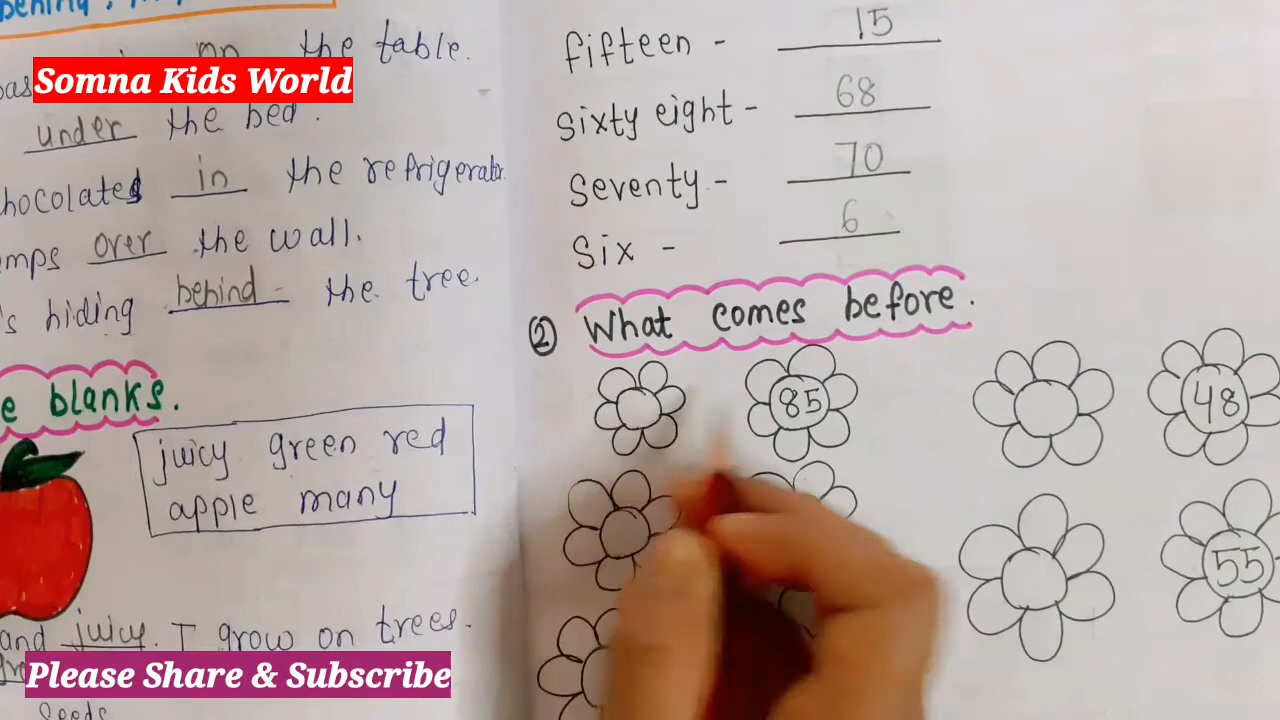 on the table.
Somna Kids World
under the bed.
in the refrigerator.
over the wall.
's hiding behind the tree.
blanks.
juicy green red
apple many
and juicy. I grow on trees.
Please Share & Subscribe
seeds
fifteen - 15
sixty eight - 68
Seventy - 70
Six - 6
② What comes before.
85
48
55